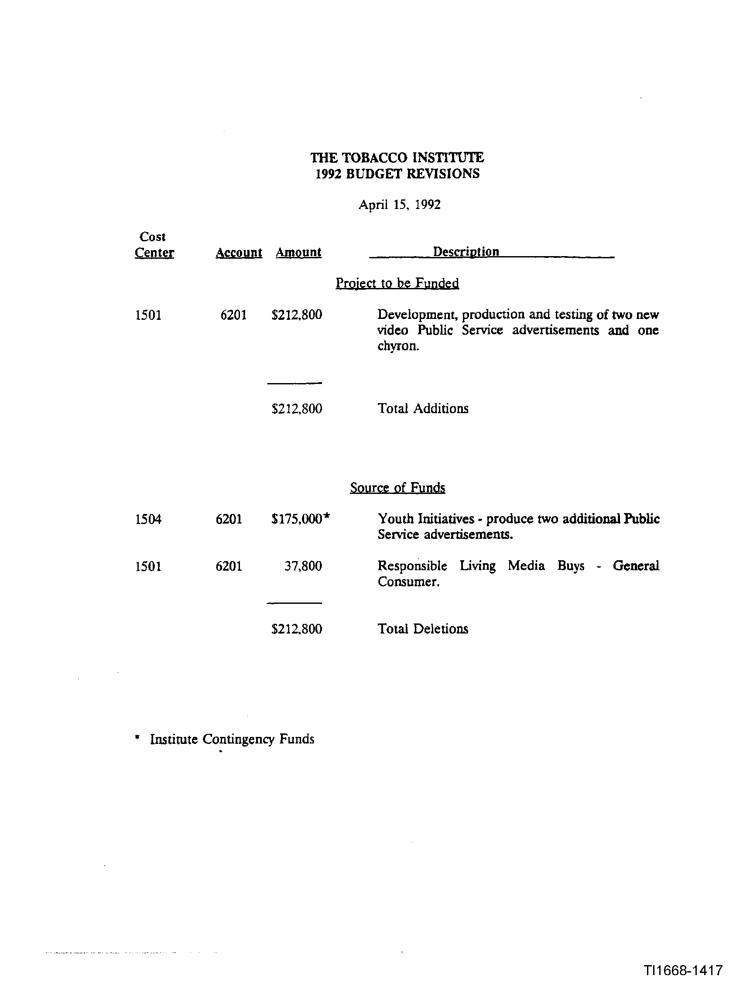 THE TOBACCO INSTITUTE
1992 BUDGET REVISIONS
April 15, 1992
Cost
Center Account Amount Description
Project to be Funded
1501 6201 $212,800 Development, production and testing of two new
video Public Service advertisements and one
chyron.
$212,800 Total Additions
Source of Funds
1504 6201 $175,000* Youth Initiatives - produce two additional Public
Service advertisements.
1501 6201 37,800 Responsible Living Media Buys - General
Consumer.
$212,800 Total Deletions
* Institute Contingency Funds
TI1668-1417